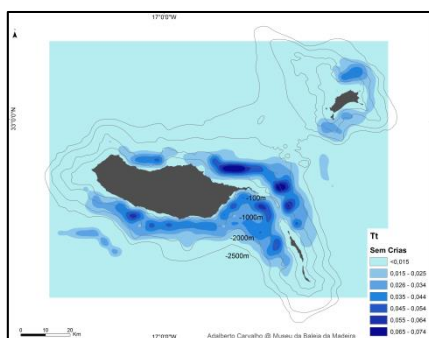 17°0'0"W
33°0'0"N
-100m
-1000m
-2000m
-2500m
Tt
Sem Crias
<0,015
0,015 - 0,025
0,026 - 0,034
0,035 - 0,044
0,045 - 0,054
0,055 - 0,064
0,065 - 0,074
0 10 20
Km
17°0'0"W
Adalberto Carvalho @ Museu da Baleia da Madeira